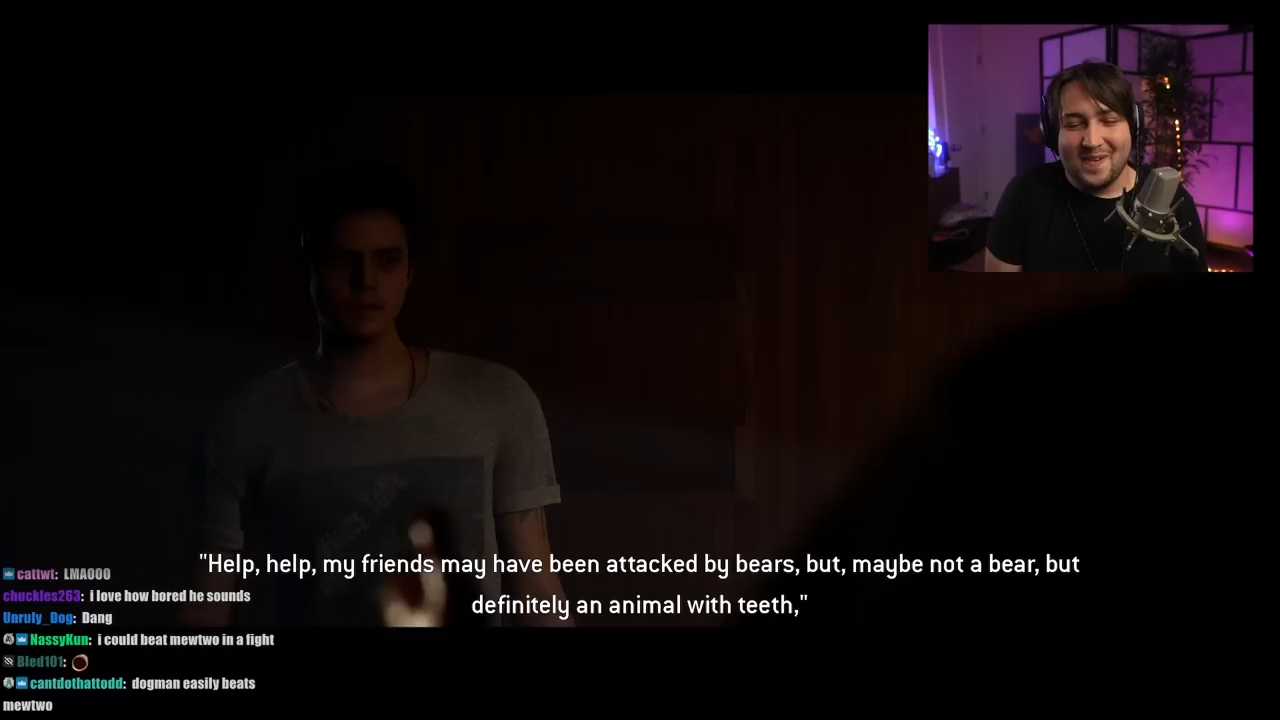 "Help, help, my friends may have been attacked by bears, but, maybe not a bear, but
definitely an animal with teeth,"
cattwt: LMAOOO
chuckles263: i love how bored he sounds
Unruly_Dog: Dang
NassyKun: i could beat mewtwo in a fight
Bled101:
cantdothattodd: dogman easily beats
mewtwo